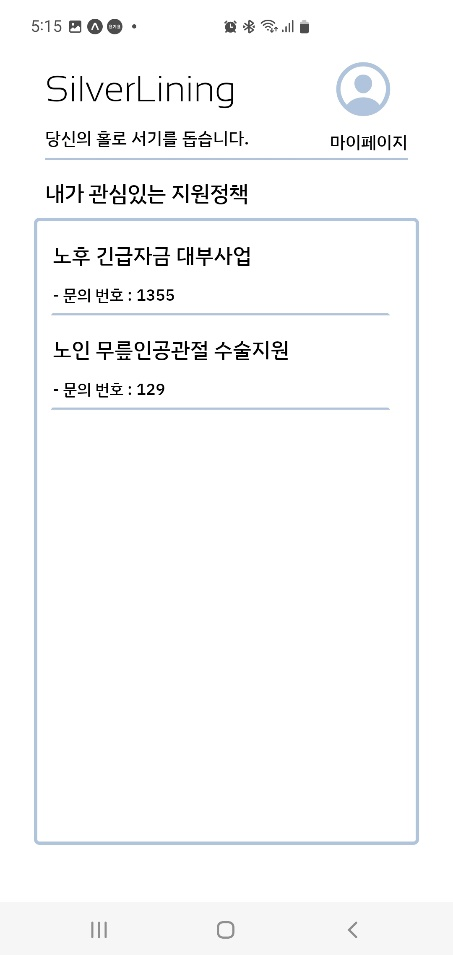 5:15
SilverLining
당신의 홀로 서기를 돕습니다.
마이페이지
내가 관심있는 지원정책
노후 긴급자금 대부사업
- 문의 번호 : 1355
노인 무릎인공관절 수술지원
- 문의 번호 : 129